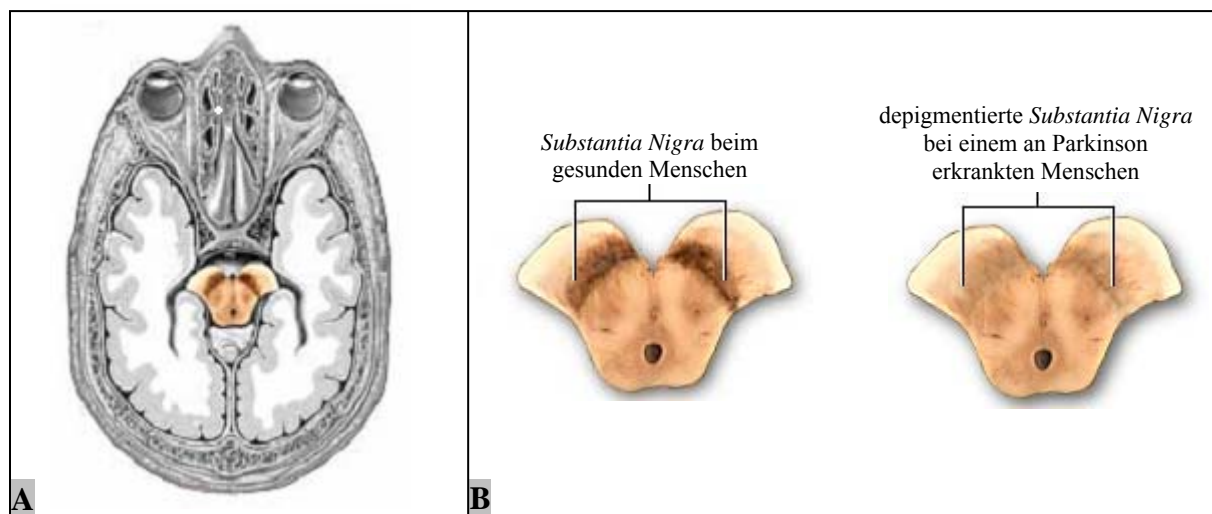 Substantia Nigra beim
gesunden Menschen
depigmentierte Substantia Nigra
bei einem an Parkinson
erkrankten Menschen
A
B